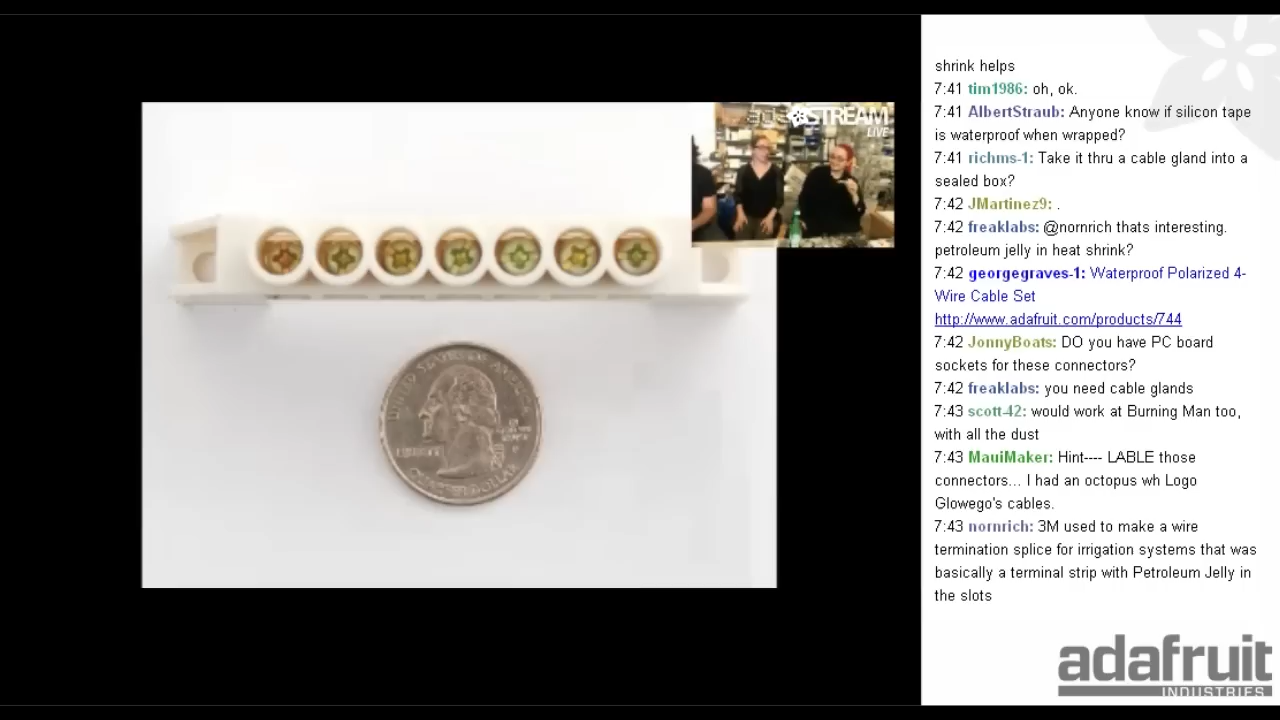 STREAM
LIVE
UNITED STATES OF AMERICA
LIBERTY
QUARTER DOLLAR
shrink helps
7:41 tim1986: oh, ok.
7:41 AlbertStraub: Anyone know if silicon tape
is waterproof when wrapped?
7:41 richms-1: Take it thru a cable gland into a
sealed box?
7:42 JMartinez9: .
7:42 freaklabs: @nornrich thats interesting.
petroleum jelly in heat shrink?
7:42 georgegraves-1: Waterproof Polarized 4-
Wire Cable Set
http://www.adafruit.com/products/744
7:42 JonnyBoats: DO you have PC board
sockets for these connectors?
7:42 freaklabs: you need cable glands
7:43 scott-42: would work at Burning Man too,
with all the dust
7:43 MauiMaker: Hint---- LABLE those
connectors... I had an octopus wh Logo
Glowego's cables.
7:43 nornrich: 3M used to make a wire
termination splice for irrigation systems that was
basically a terminal strip with Petroleum Jelly in
the slots
adafruit
INDUSTRIES